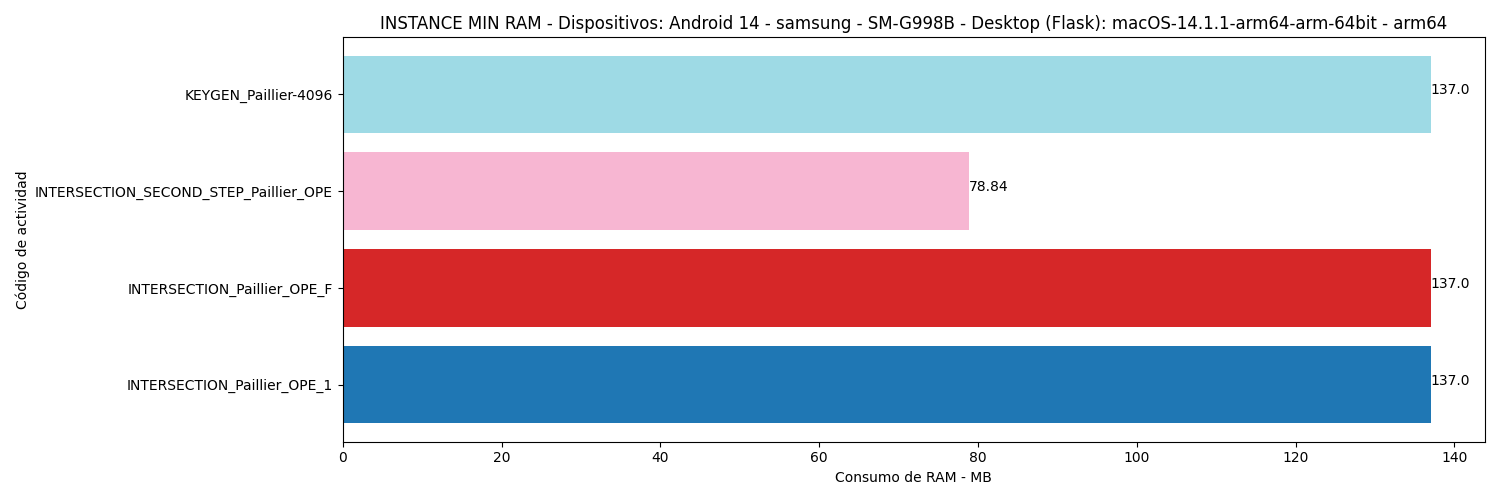 INSTANCE MIN RAM - Dispositivos: Android 14 - samsung - SM-G998B - Desktop (Flask): macOS-14.1.1-arm64-arm-64bit - arm64
Código de actividad
KEYGEN_Paillier-4096
137.0
INTERSECTION_SECOND_STEP_Paillier_OPE
78.84
INTERSECTION_Paillier_OPE_F
137.0
INTERSECTION_Paillier_OPE_1
137.0
0 20 40 60 80 100 120 140
Consumo de RAM - MB